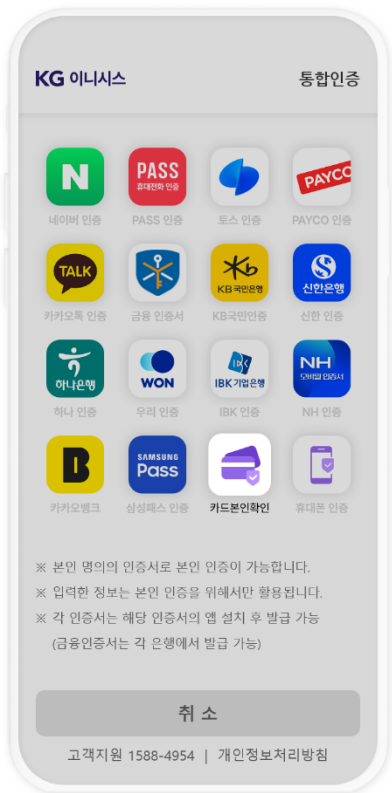 KG 이니시스 통합인증
N PASS 휴대전화 인증 PAYCO
네이버 인증 PASS 인증 토스 인증 PAYCO 인증
TALK KB국민은행 신한은행
카카오톡 인증 금융 인증서 KB국민인증 신한 인증
하나은행 WON IBK기업은행 NH 모바일 인증서
하나 인증 우리 인증 IBK 인증 NH 인증
B SAMSUNG Pass
카카오뱅크 삼성패스 인증 카드본인확인 휴대폰 인증
※ 본인 명의의 인증서로 본인 인증이 가능합니다.
※ 입력한 정보는 본인 인증을 위해서만 활용됩니다.
※ 각 인증서는 해당 인증서의 앱 설치 후 발급 가능
(금융인증서는 각 은행에서 발급 가능)
취 소
고객지원 1588-4954 | 개인정보처리방침